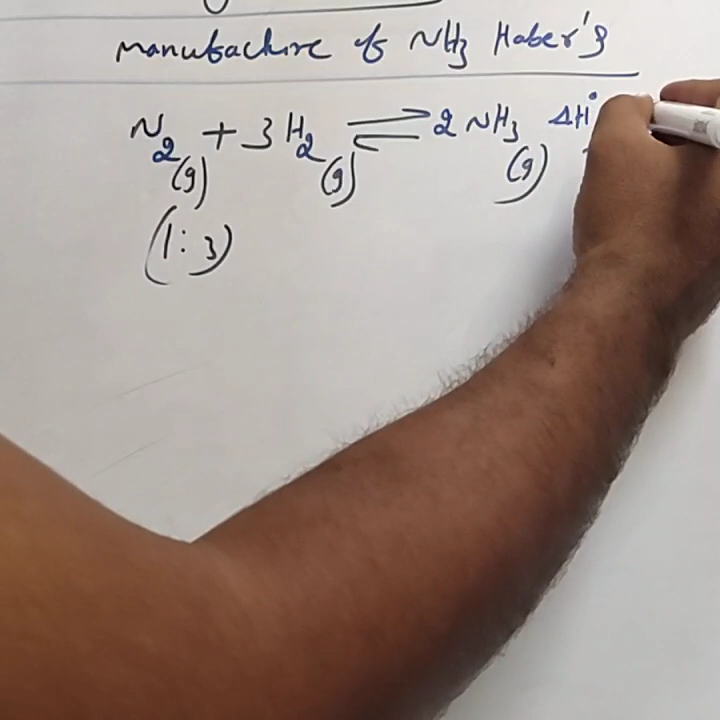 Manufacture of NH3 Haber's
N2 + 3H2 ⇌ 2NH3 ΔH°
(g) (g) (g)
(1:3)